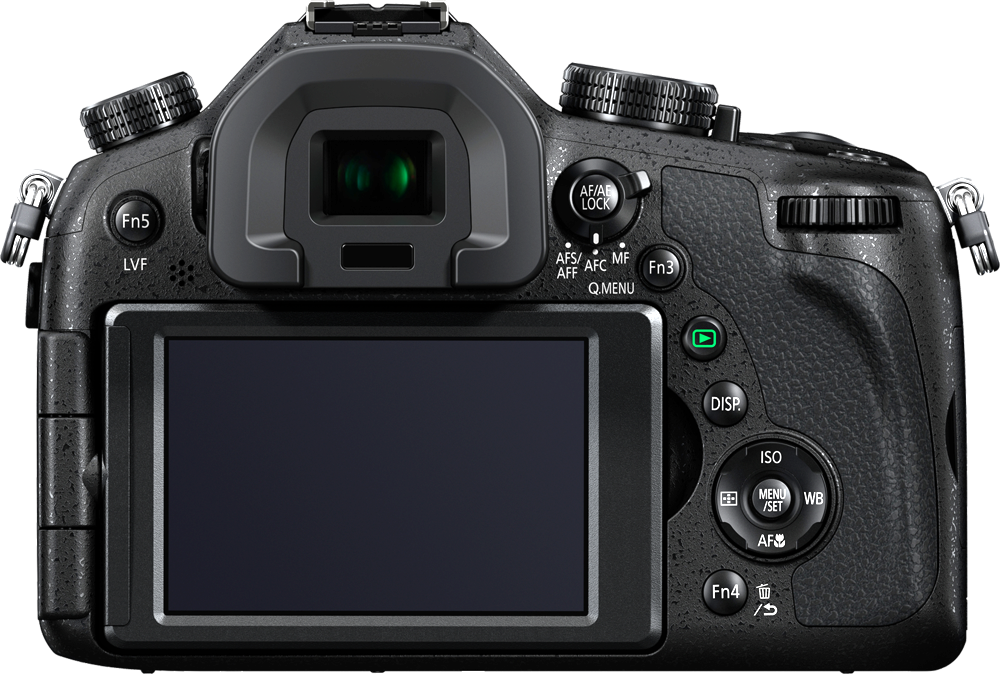 Fn5
LVF
AF/AE
LOCK
AFS/
AFF
AFC
MF
Fn3
Q.MENU
DISP.
ISO
MENU
/SET
WB
AF
Fn4
/